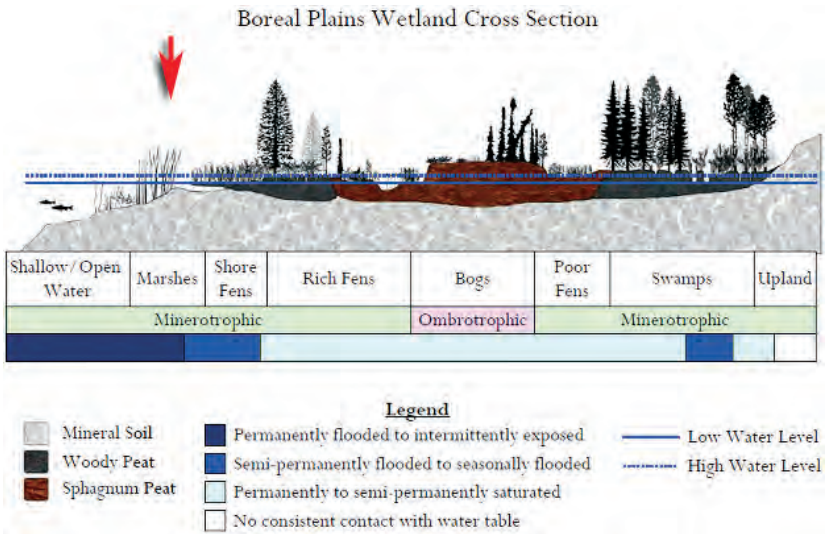 Boreal Plains Wetland Cross Section
Shallow/Open Water
Marshes
Shore Fens
Rich Fens
Bogs
Poor Fens
Swamps
Upland
Minerotrophic
Ombrotrophic
Minerotrophic
Legend
Mineral Soil
Woody Peat
Sphagnum Peat
Permanently flooded to intermittently exposed
Semi-permanently flooded to seasonally flooded
Permanently to semi-permanently saturated
No consistent contact with water table
Low Water Level
High Water Level